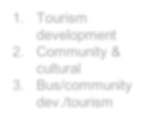 1. Tourism
development
2. Community &
cultural
3. Bus/community
dev./tourism